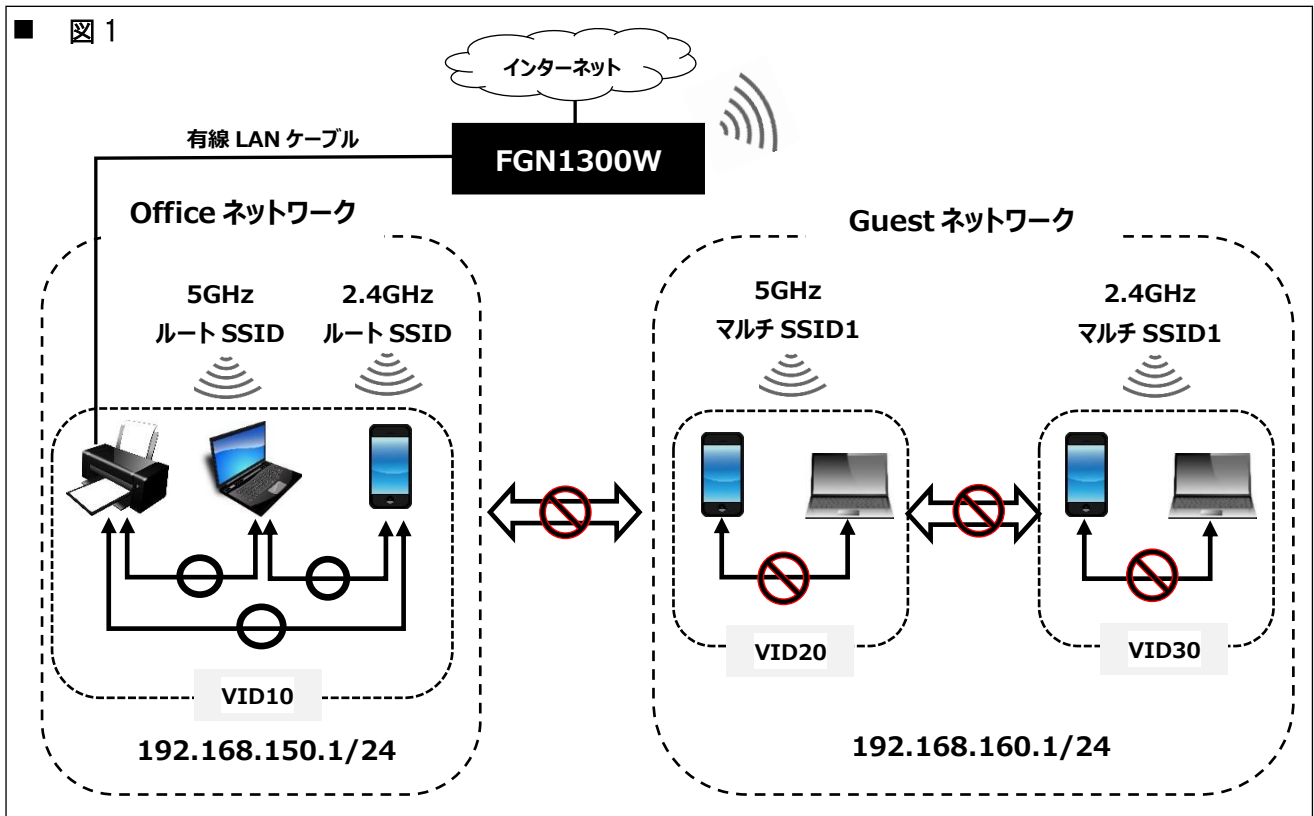 ■ 図1
インターネット
有線 LAN ケーブル
FGN1300W
Office ネットワーク
Guest ネットワーク
5GHz
ルート SSID
2.4GHz
ルート SSID
5GHz
マルチ SSID1
2.4GHz
マルチ SSID1
VID10
VID20
VID30
192.168.150.1/24
192.168.160.1/24